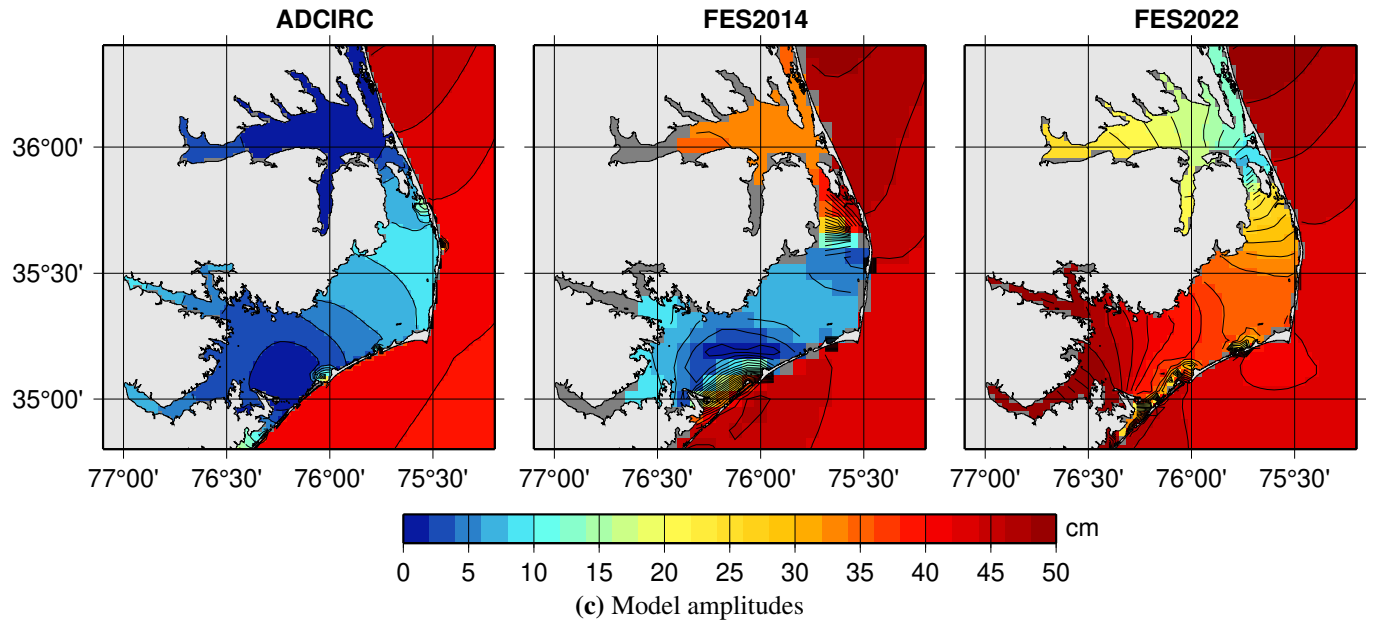 ADCIRC FES2014 FES2022
36°00'
35°30'
35°00'
77°00' 76°30' 76°00' 75°30' 77°00' 76°30' 76°00' 75°30' 77°00' 76°30' 76°00' 75°30'
cm
0 5 10 15 20 25 30 35 40 45 50
(c) Model amplitudes